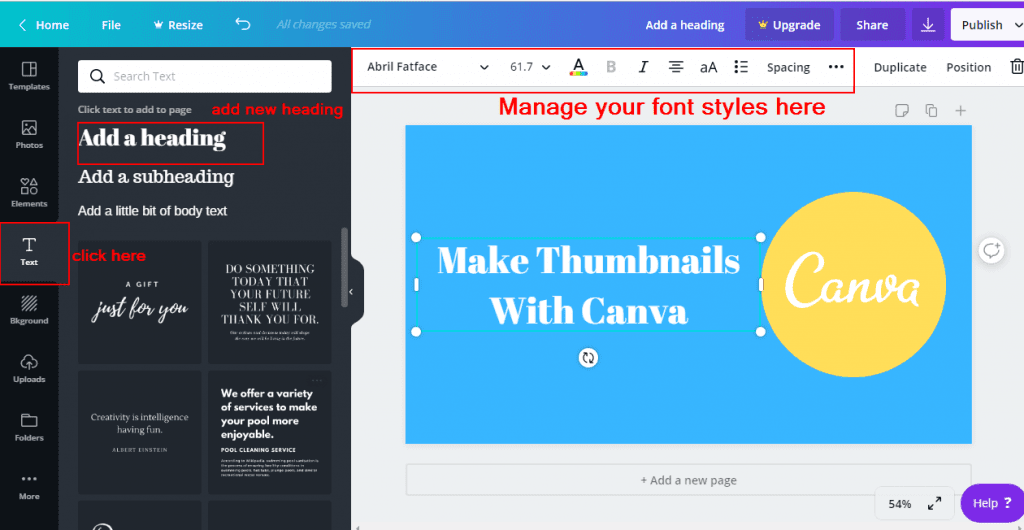 Home
File
Resize
All changes saved
Add a heading
Upgrade
Share
Publish
Templates
Photos
Elements
Text
Bkground
Uploads
Folders
More
Search Text
Click text to add to page
add new heading
Add a heading
Add a subheading
Add a little bit of body text
click here
A GIFT
just for you
DO SOMETHING
TODAY THAT
YOUR FUTURE
SELF WILL
THANK YOU FOR.
Creativity is intelligence
having fun.
ALBERT EINSTEIN
We offer a variety
of services to make
your pool more
enjoyable.
POOL CLEANING SERVICE
Abril Fatface
61.7
A
B
I
aA
Spacing
Duplicate
Position
Manage your font styles here
Make Thumbnails
With Canva
Canva
+ Add a new page
54%
Help ?